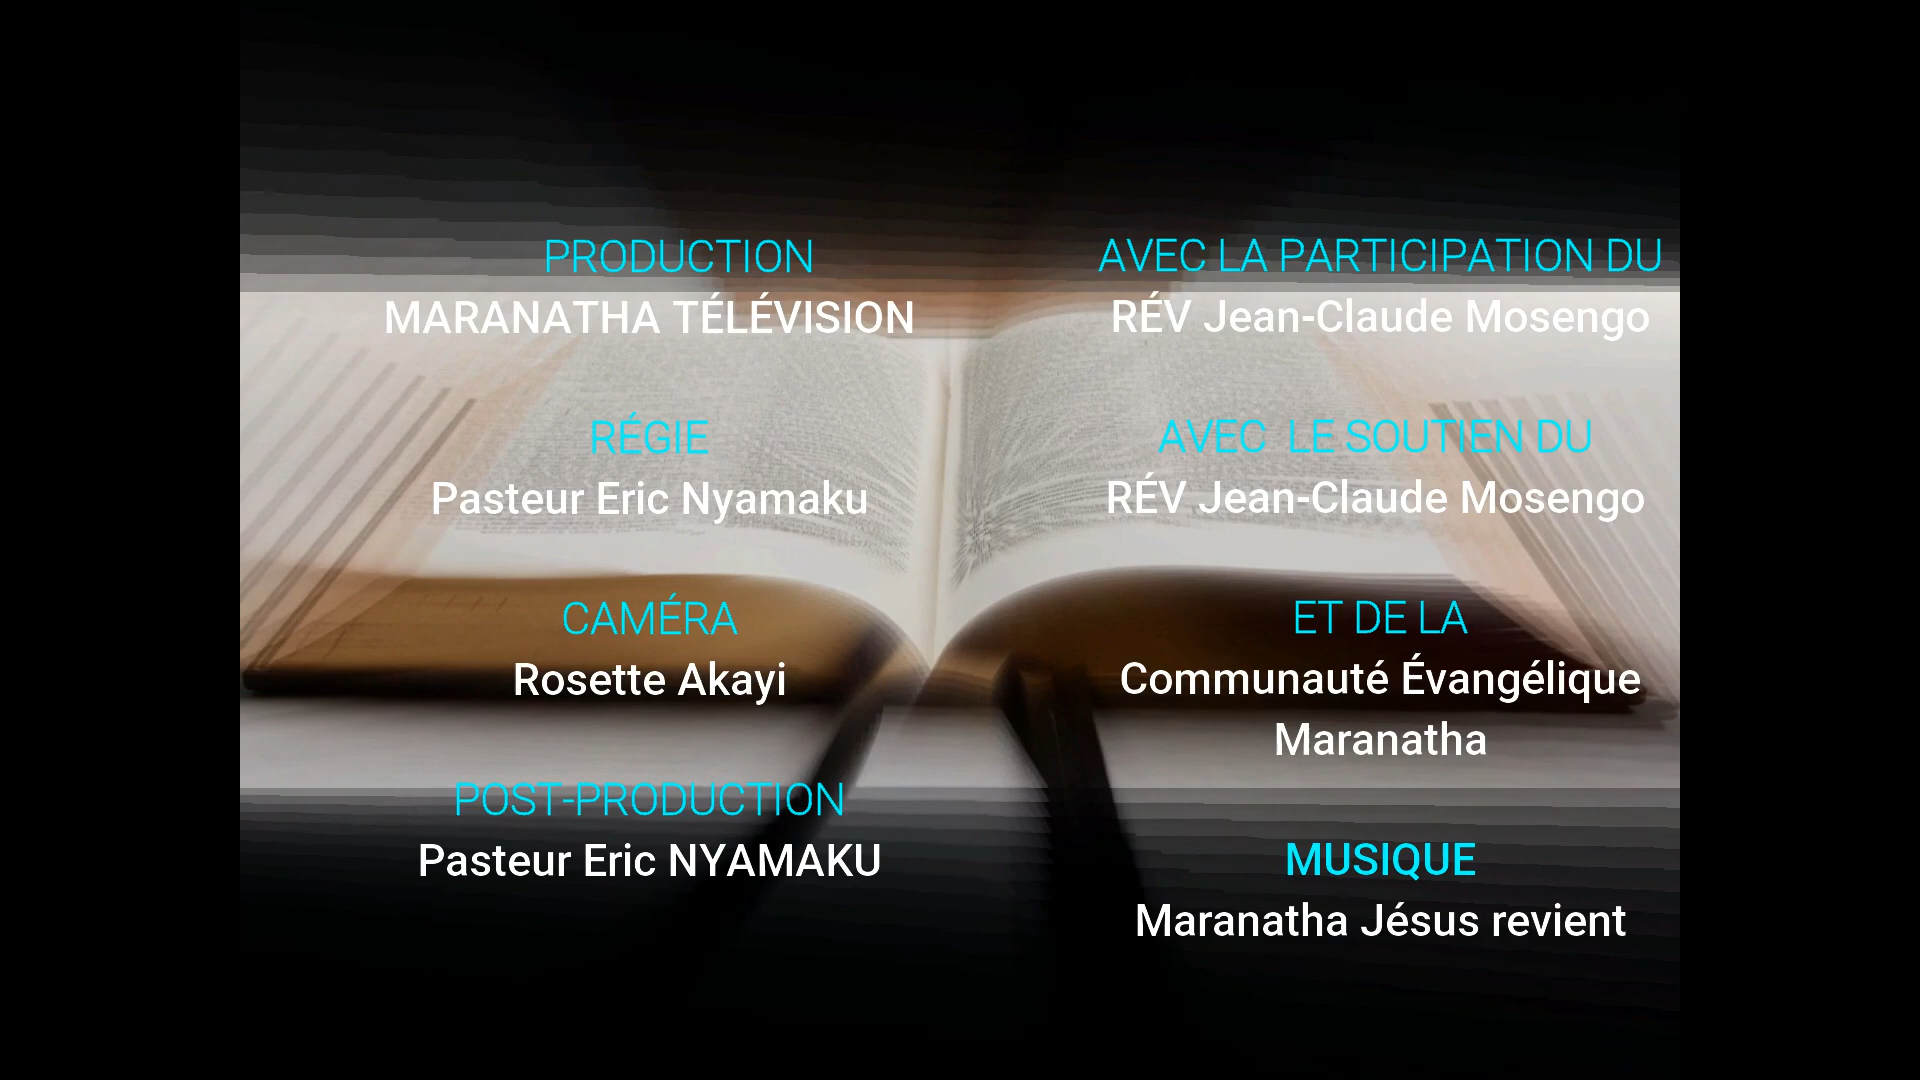 PRODUCTION
MARANATHA TÉLÉVISION
RÉGIE
Pasteur Eric Nyamaku
CAMÉRA
Rosette Akayi
POST-PRODUCTION
Pasteur Eric NYAMAKU
AVEC LA PARTICIPATION DU
RÉV Jean-Claude Mosengo
AVEC LE SOUTIEN DU
RÉV Jean-Claude Mosengo
ET DE LA
Communauté Évangélique
Maranatha
MUSIQUE
Maranatha Jésus revient